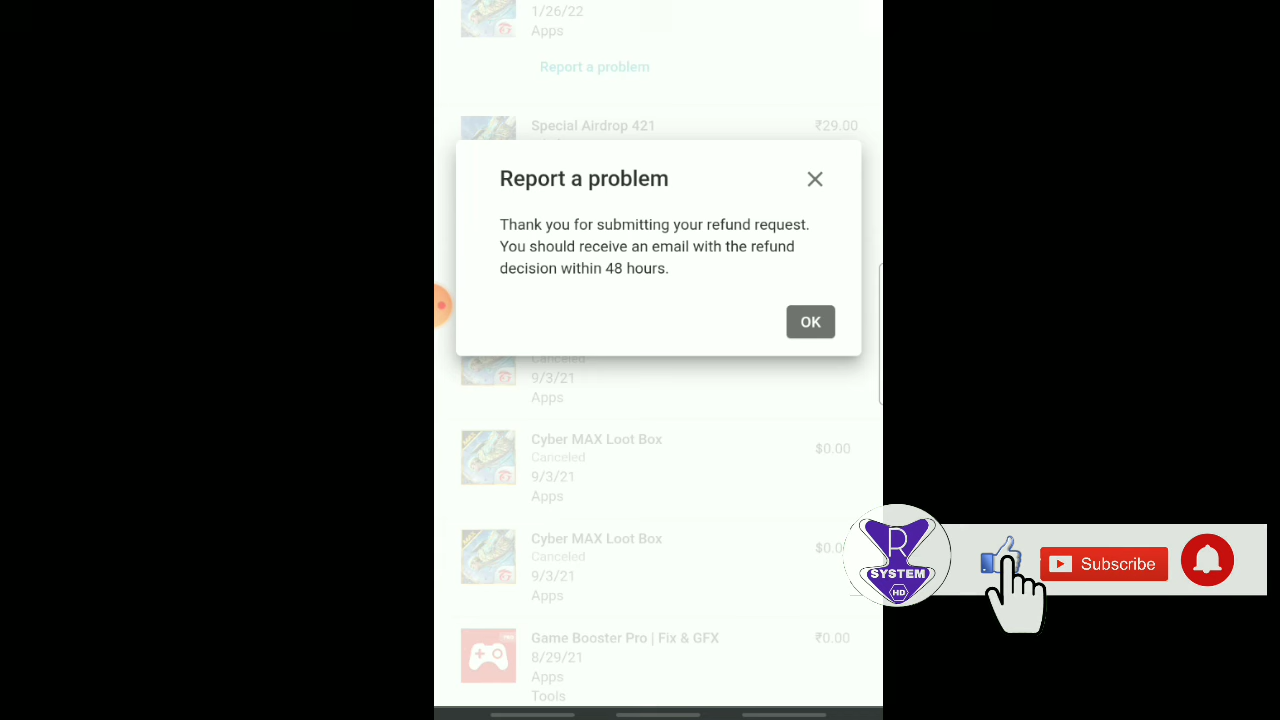 1/26/22
Apps
Report a problem
Special Airdrop 421 ₹29.00
Report a problem
Thank you for submitting your refund request.
You should receive an email with the refund
decision within 48 hours.
OK
Canceled
9/3/21
Apps
Cyber MAX Loot Box $0.00
Canceled
9/3/21
Apps
Cyber MAX Loot Box
Canceled
9/3/21
Apps
R
SYSTEM
HD
Subscribe
Game Booster Pro | Fix & GFX ₹0.00
8/29/21
Apps
Tools